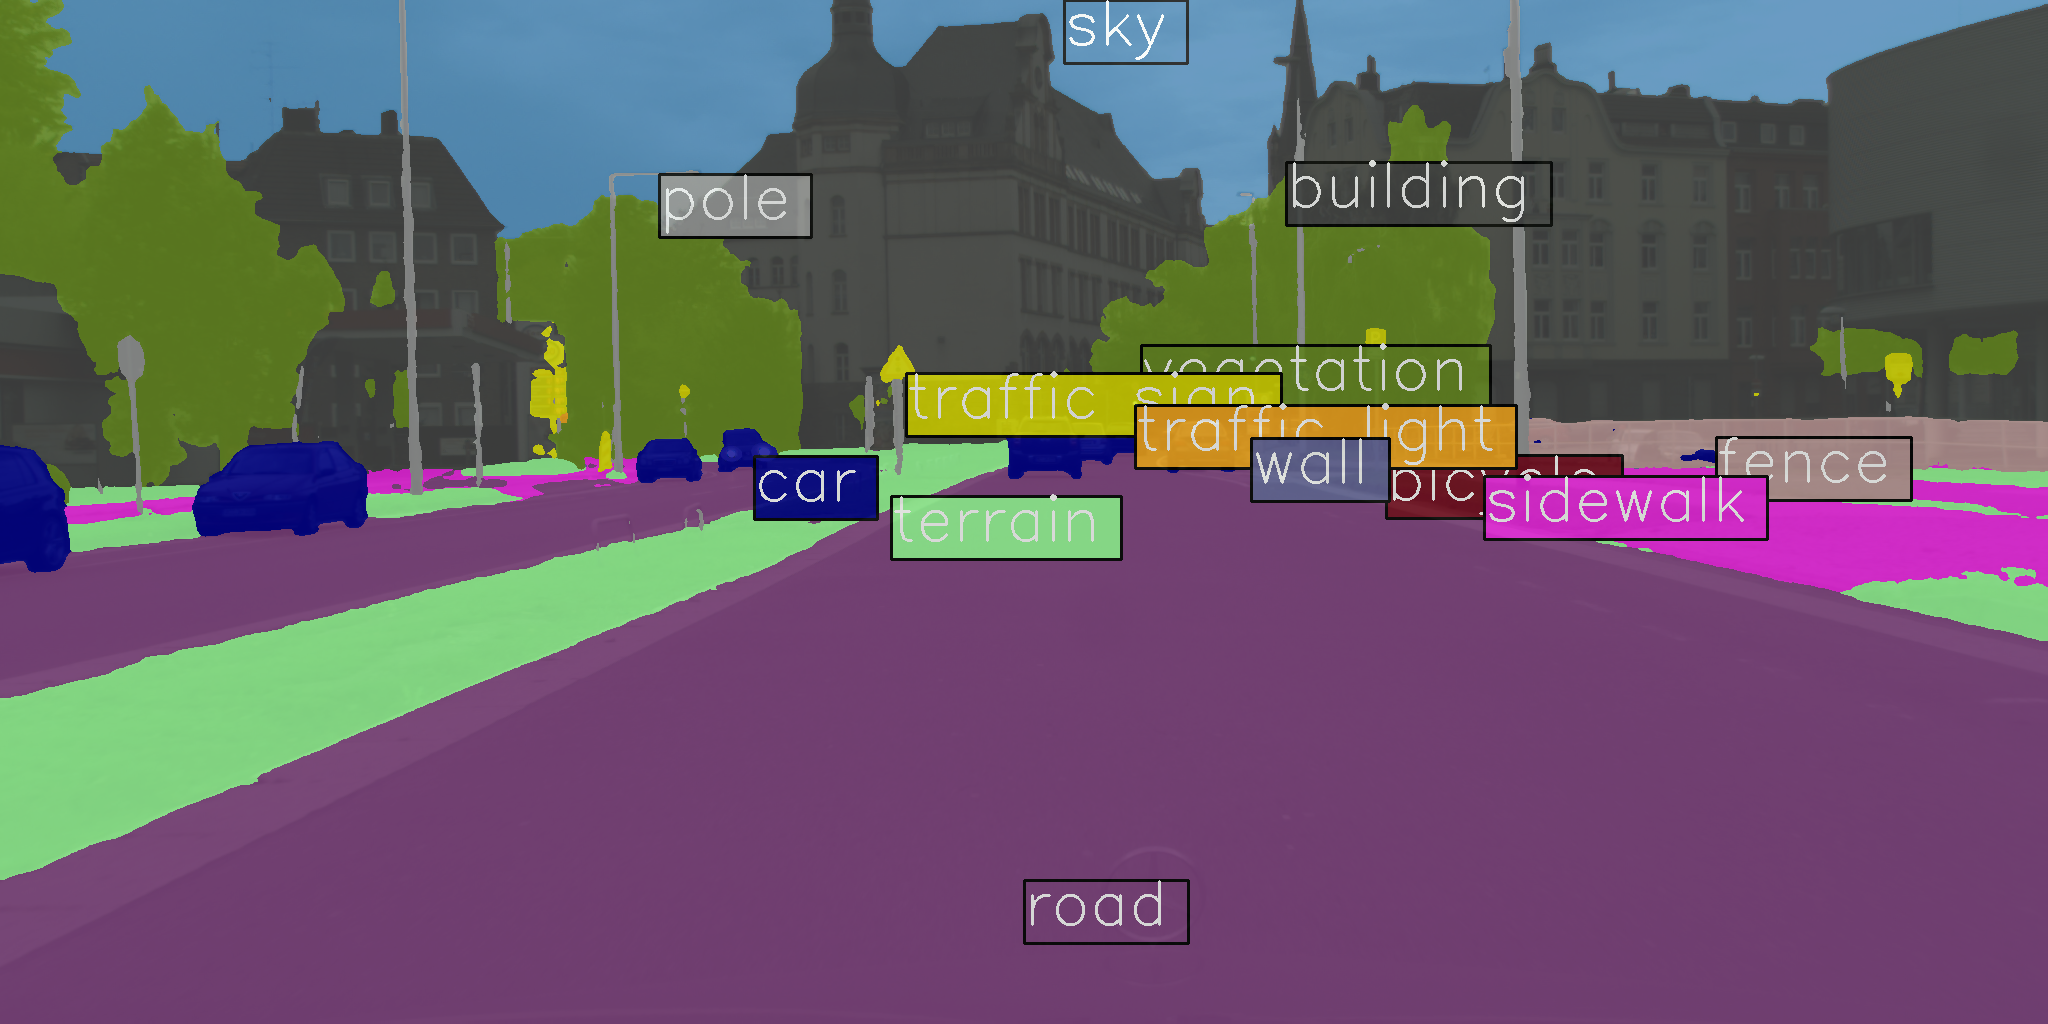 sky
building
pole
vegetation
traffic sign
traffic light
wall
fence
car
bicycle
sidewalk
terrain
road